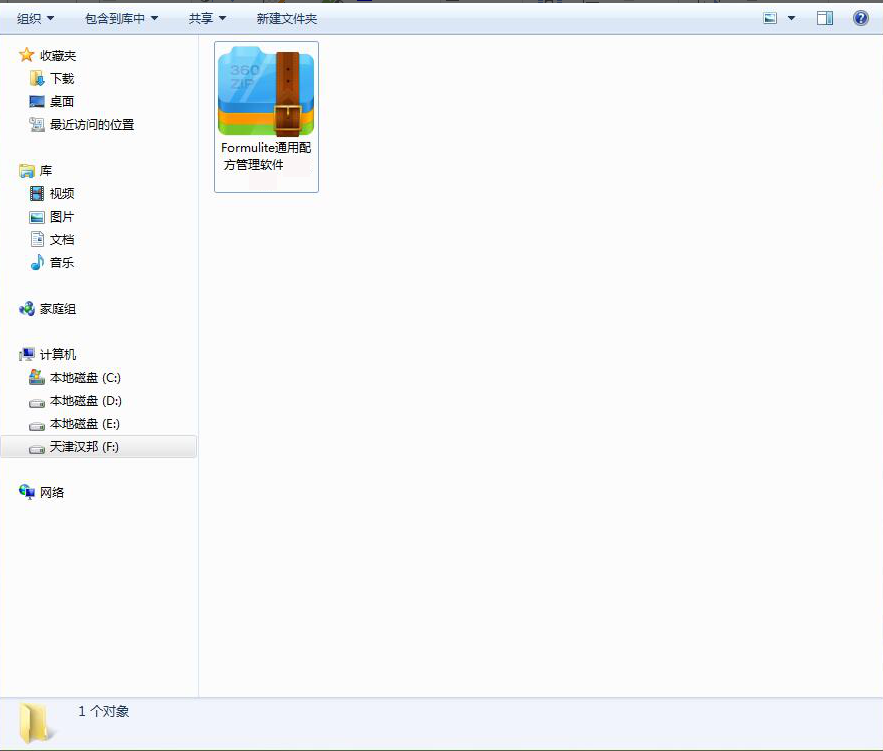 组织 包含到库中 共享 新建文件夹
收藏夹
下载
桌面
最近访问的位置
库
视频
图片
文档
音乐
家庭组
计算机
本地磁盘 (C:)
本地磁盘 (D:)
本地磁盘 (E:)
天津汉邦 (F:)
网络
360
ZIP
Formulite通用配
方管理软件
1 个对象